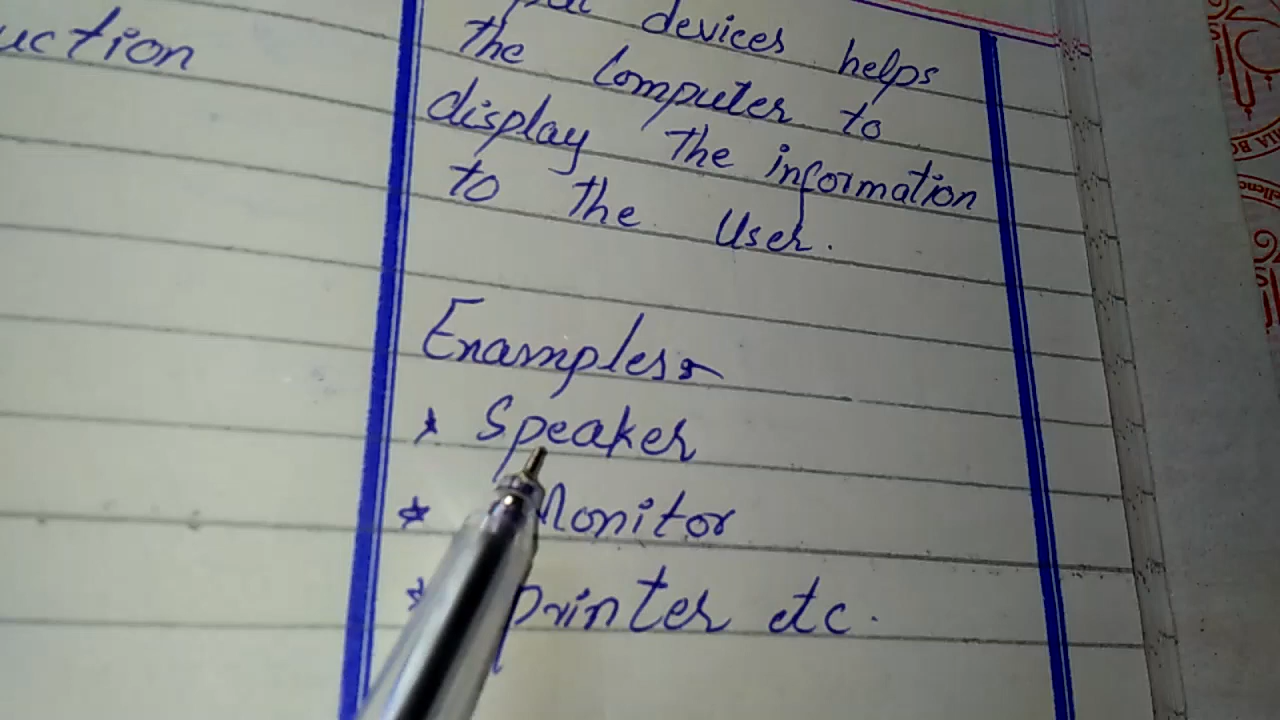 uction
devices helps
the Computer to
display the information
to the User.
Examples
* Speaker
* Monitor
* printer etc.